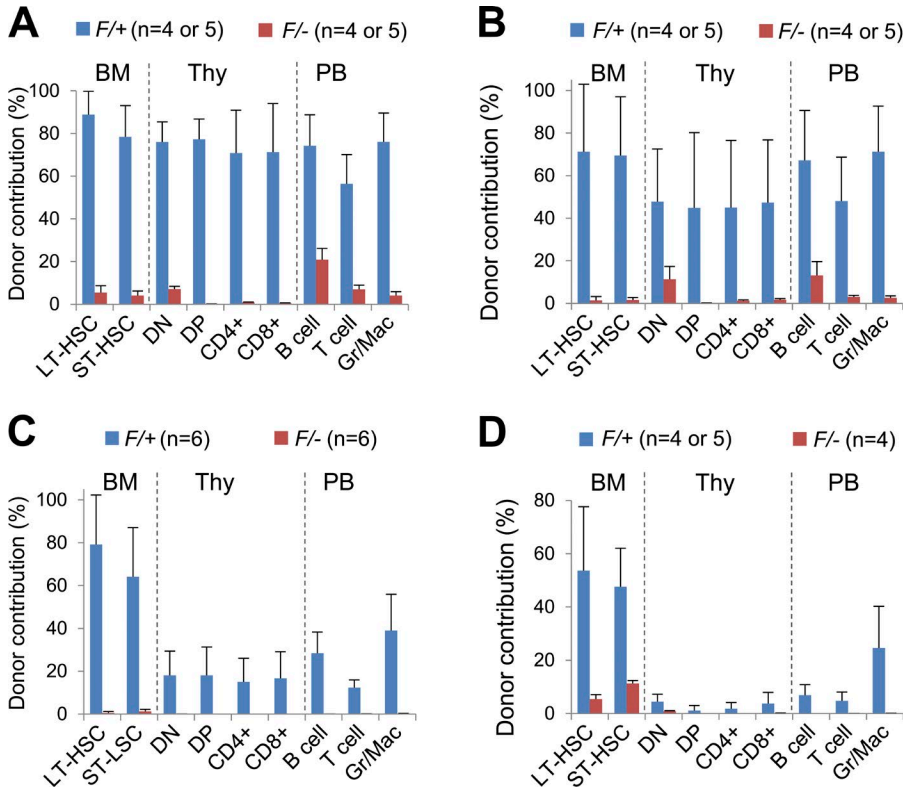 A
F/+ (n=4 or 5)
F/- (n=4 or 5)
BM
Thy
PB
Donor contribution (%)
100
80
60
40
20
0
LT-HSC
ST-HSC
DN
DP
CD4+
CD8+
B cell
T cell
Gr/Mac
B
F/+ (n=4 or 5)
F/- (n=4 or 5)
BM
Thy
PB
Donor contribution (%)
100
80
60
40
20
0
LT-HSC
ST-HSC
DN
DP
CD4+
CD8+
B cell
T cell
Gr/Mac
C
F/+ (n=6)
F/- (n=6)
BM
Thy
PB
Donor contribution (%)
100
80
60
40
20
0
LT-HSC
ST-LSC
DN
DP
CD4+
CD8+
B cell
T cell
Gr/Mac
D
F/+ (n=4 or 5)
F/- (n=4)
BM
Thy
PB
Donor contribution (%)
80
60
40
20
0
LT-HSC
ST-HSC
DN
DP
CD4+
CD8+
B cell
T cell
Gr/Mac